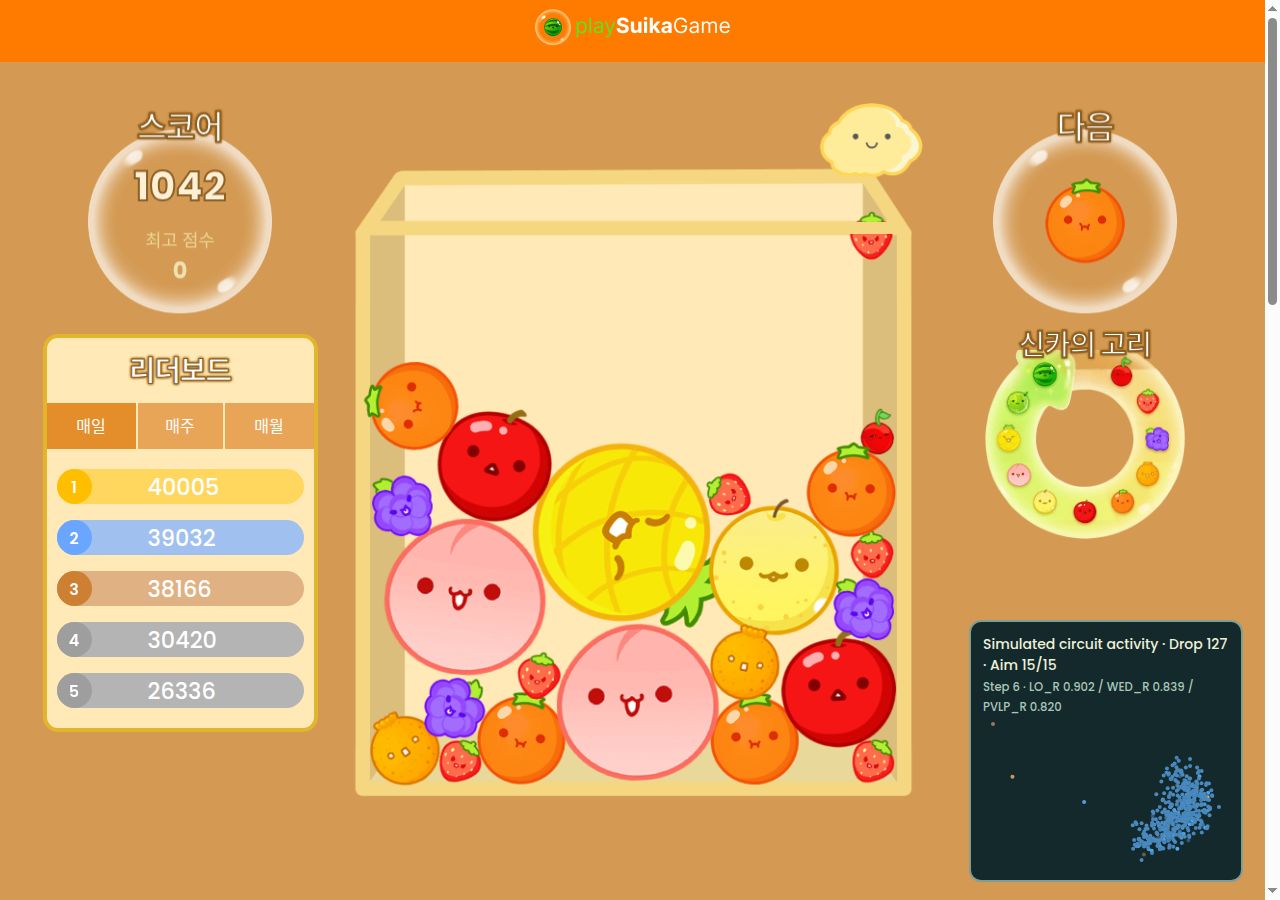 playSuikaGame
스코어
1042
최고 점수
0
다음
신카의 고리
리더보드
매일 매주 매월
1 40005
2 39032
3 38166
4 30420
5 26336
Simulated circuit activity · Drop 127
· Aim 15/15
Step 6 · LO_R 0.902 / WED_R 0.839 /
PVLP_R 0.820